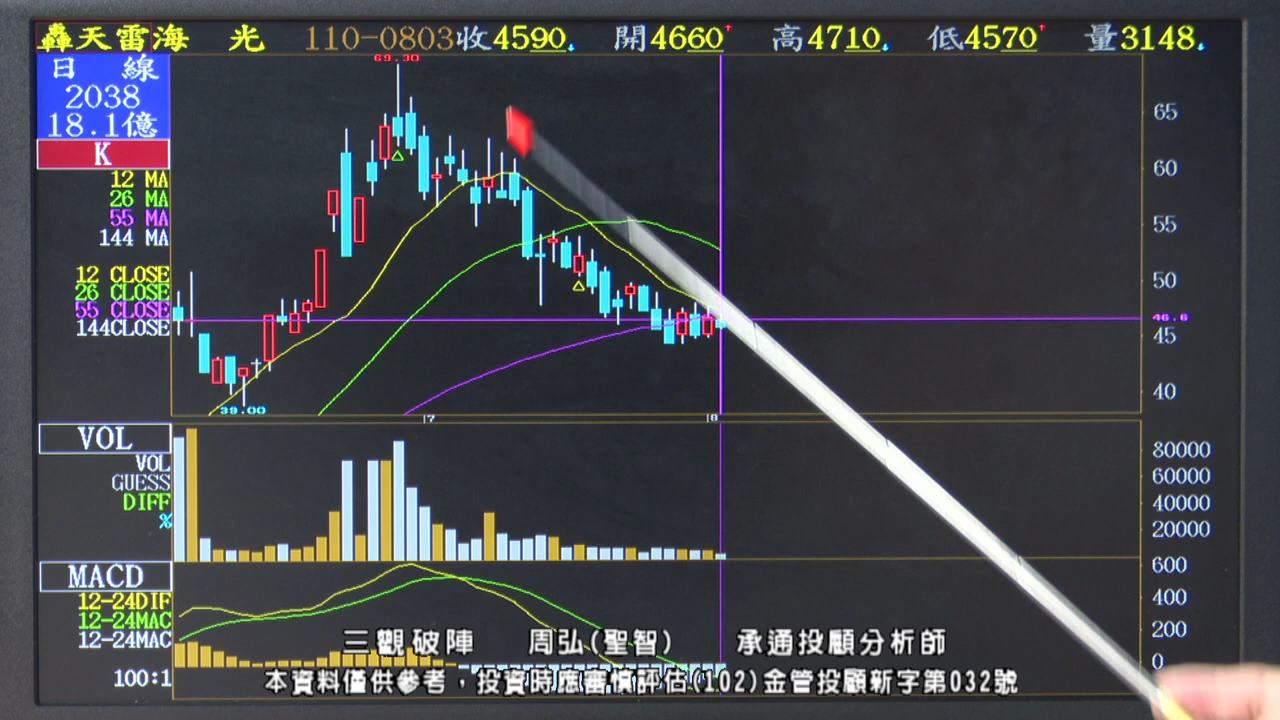 轟天雷海 光 110-0803收4590 開4660 高4710 低4570 量3148
日 線
2038
18.1億
K
12 MA
26 MA
55 MA
144 MA
12 CLOSE
26 CLOSE
55 CLOSE
144CLOSE
69.30
39.00
46.6
65
60
55
50
45
40
7
8
VOL
VOL
GUESS
DIFF
%
80000
60000
40000
20000
MACD
12-24DIF
12-24MAC
12-24MAC
100:1
600
400
200
0
三觀破陣 周弘(聖智) 承通投顧分析師
本資料僅供參考，投資時應審慎評估(102)金管投顧新字第032號